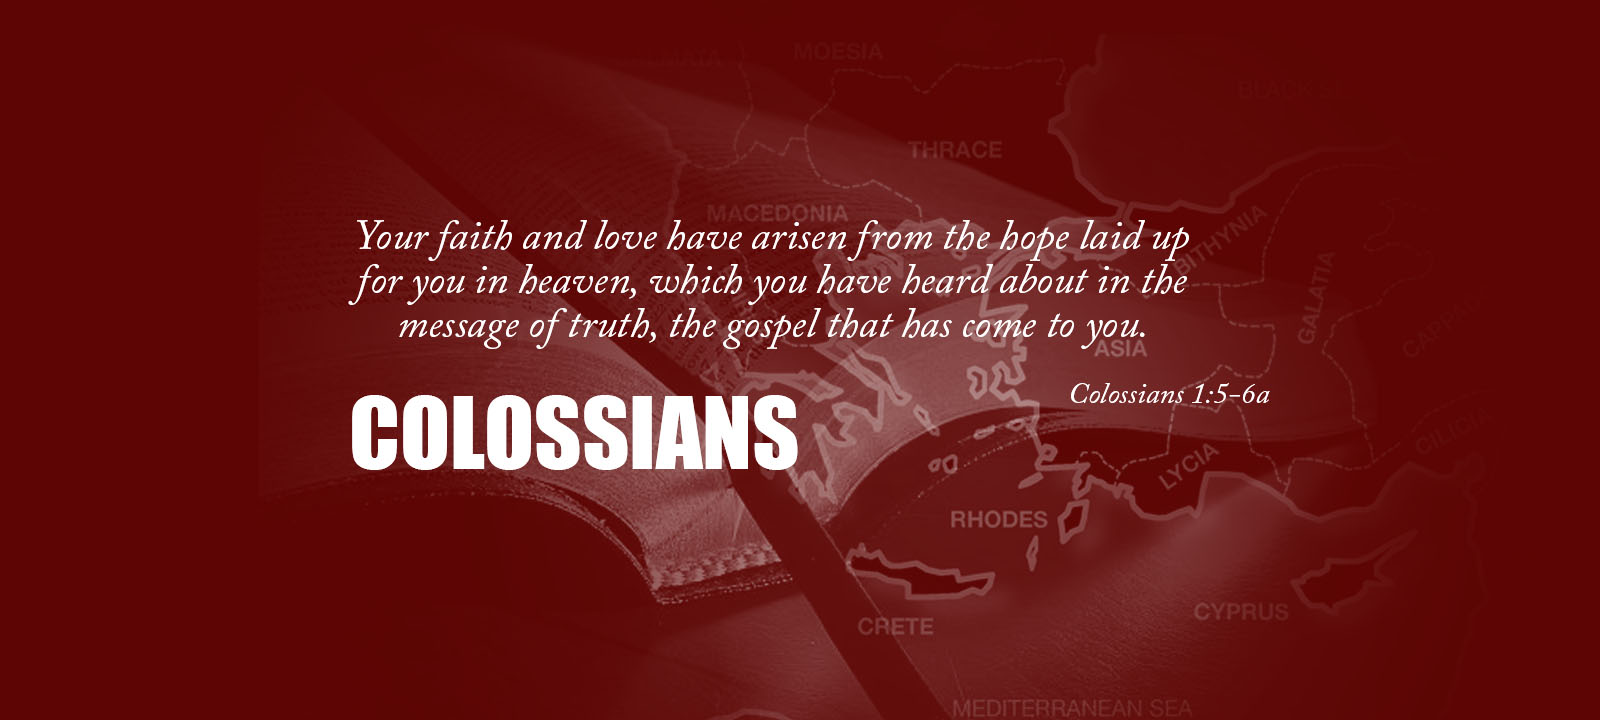 MOESIA
BLACK
THRACE
MACEDONIA
BITHYNIA
GALATIA
Your faith and love have arisen from the hope laid up
for you in heaven, which you have heard about in the
message of truth, the gospel that has come to you.
ASIA
Colossians 1:5-6a
COLOSSIANS
CILICIA
LYCIA
RHODES
CYPRUS
CRETE
MEDITERRANEAN SEA